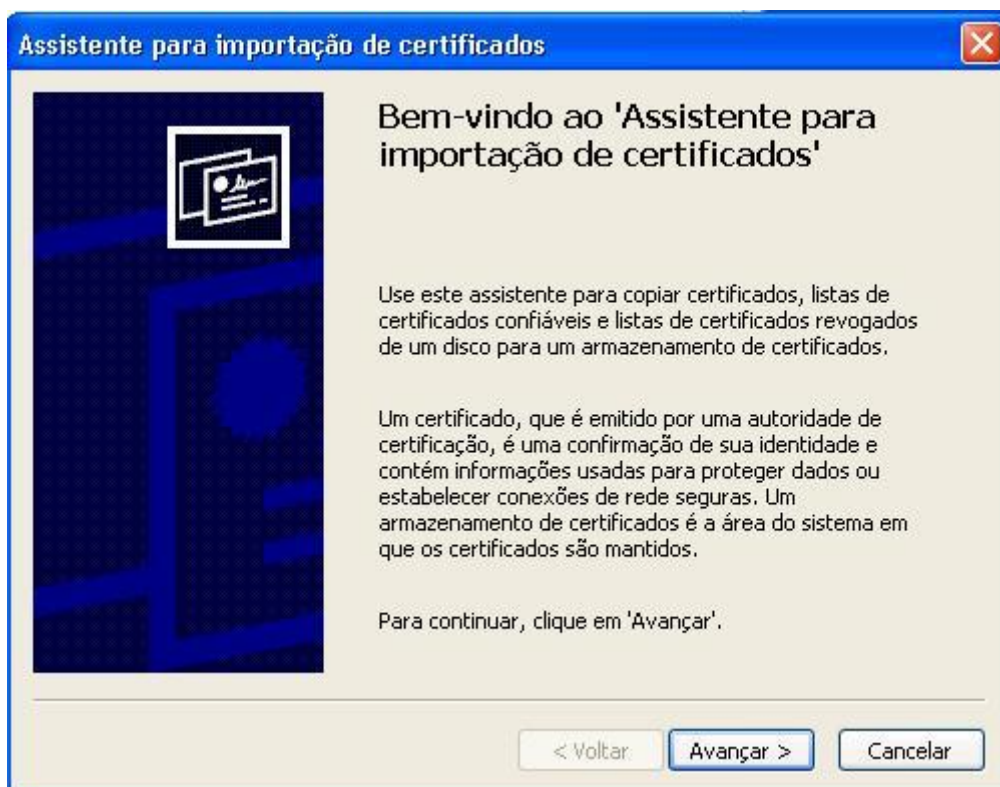 Assistente para importação de certificados
Bem-vindo ao 'Assistente para
importação de certificados'
Use este assistente para copiar certificados, listas de
certificados confiáveis e listas de certificados revogados
de um disco para um armazenamento de certificados.
Um certificado, que é emitido por uma autoridade de
certificação, é uma confirmação de sua identidade e
contém informações usadas para proteger dados ou
estabelecer conexões de rede seguras. Um
armazenamento de certificados é a área do sistema em
que os certificados são mantidos.
Para continuar, clique em 'Avançar'.
< Voltar Avançar > Cancelar